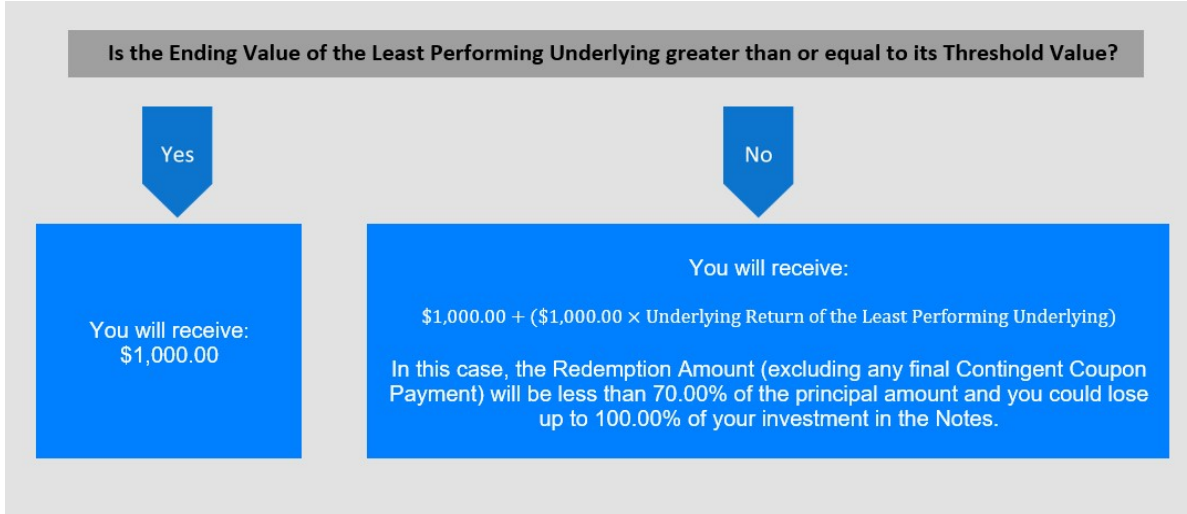 Is the Ending Value of the Least Performing Underlying greater than or equal to its Threshold Value?
Yes
No
You will receive:
$1,000.00
You will receive:
$1,000.00 + ($1,000.00 × Underlying Return of the Least Performing Underlying)
In this case, the Redemption Amount (excluding any final Contingent Coupon
Payment) will be less than 70.00% of the principal amount and you could lose
up to 100.00% of your investment in the Notes.